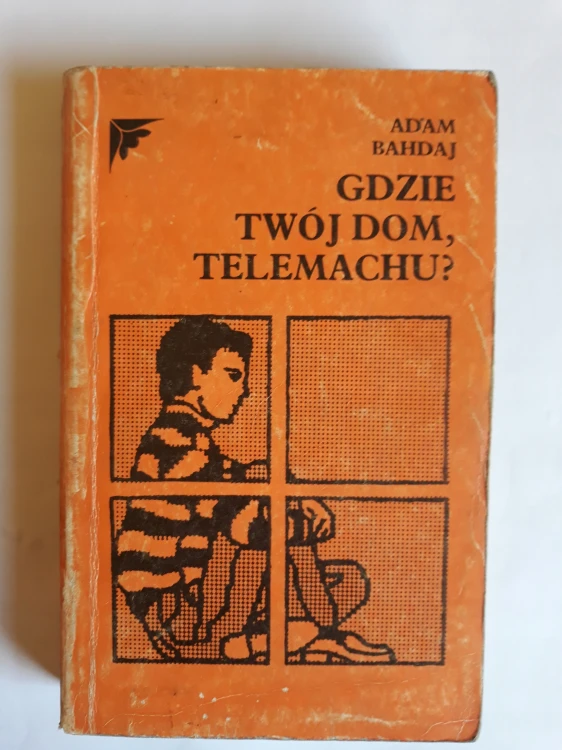 ADAM
BAHDAJ
GDZIE
TWÓJ DOM,
TELEMACHU?